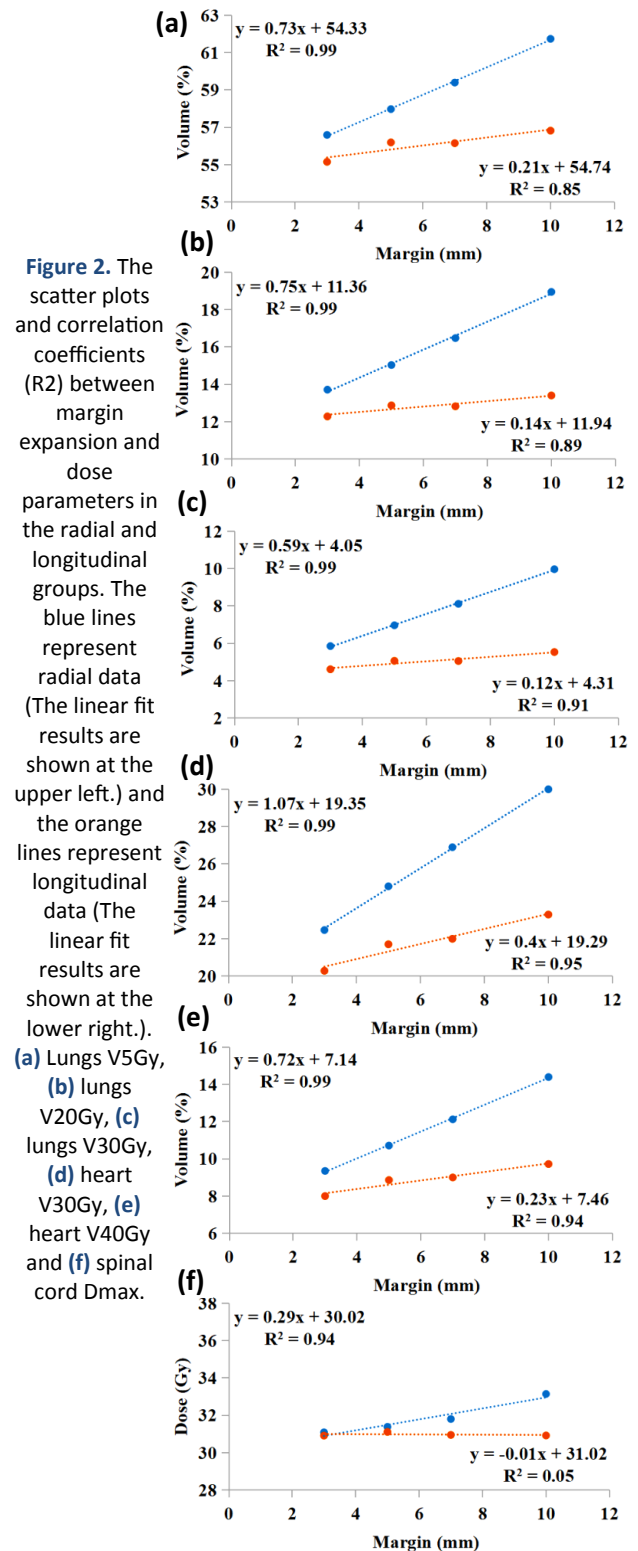 Figure 2. The
scatter plots
and correlation
coefficients
(R2) between
margin
expansion and
dose
parameters in
the radial and
longitudinal
groups. The
blue lines
represent
radial data
(The linear fit
results are
shown at the
upper left.) and
the orange
lines represent
longitudinal
data (The
linear fit
results are
shown at the
lower right.).
(a) Lungs V5Gy,
(b) lungs
V20Gy, (c)
lungs V30Gy,
(d) heart
V30Gy, (e)
heart V40Gy
and (f) spinal
cord Dmax.
(a)
y = 0.73x + 54.33
R² = 0.99
Volume (%)
63
61
59
57
55
53
y = 0.21x + 54.74
R² = 0.85
0 2 4 6 8 10 12
Margin (mm)
(b)
y = 0.75x + 11.36
R² = 0.99
Volume (%)
20
18
16
14
12
10
y = 0.14x + 11.94
R² = 0.89
0 2 4 6 8 10 12
Margin (mm)
(c)
y = 0.59x + 4.05
R² = 0.99
Volume (%)
12
10
8
6
4
2
y = 0.12x + 4.31
R² = 0.91
0 2 4 6 8 10 12
Margin (mm)
(d)
y = 1.07x + 19.35
R² = 0.99
Volume (%)
30
28
26
24
22
20
y = 0.4x + 19.29
R² = 0.95
0 2 4 6 8 10 12
Margin (mm)
(e)
y = 0.72x + 7.14
R² = 0.99
Volume (%)
16
14
12
10
8
6
y = 0.23x + 7.46
R² = 0.94
0 2 4 6 8 10 12
Margin (mm)
(f)
y = 0.29x + 30.02
R² = 0.94
Dose (Gy)
38
36
34
32
30
28
y = -0.01x + 31.02
R² = 0.05
0 2 4 6 8 10 12
Margin (mm)